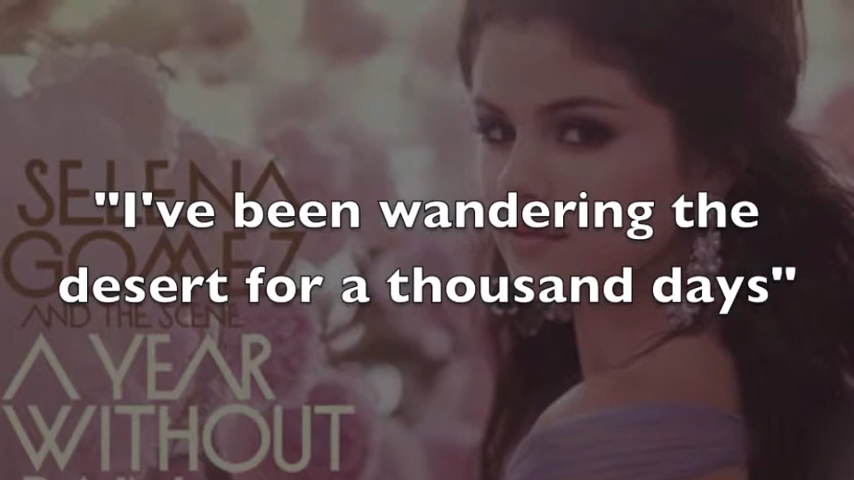 SELENA
GOMEZ
AND THE SCENE
A YEAR
WITHOUT
"I've been wandering the
desert for a thousand days"